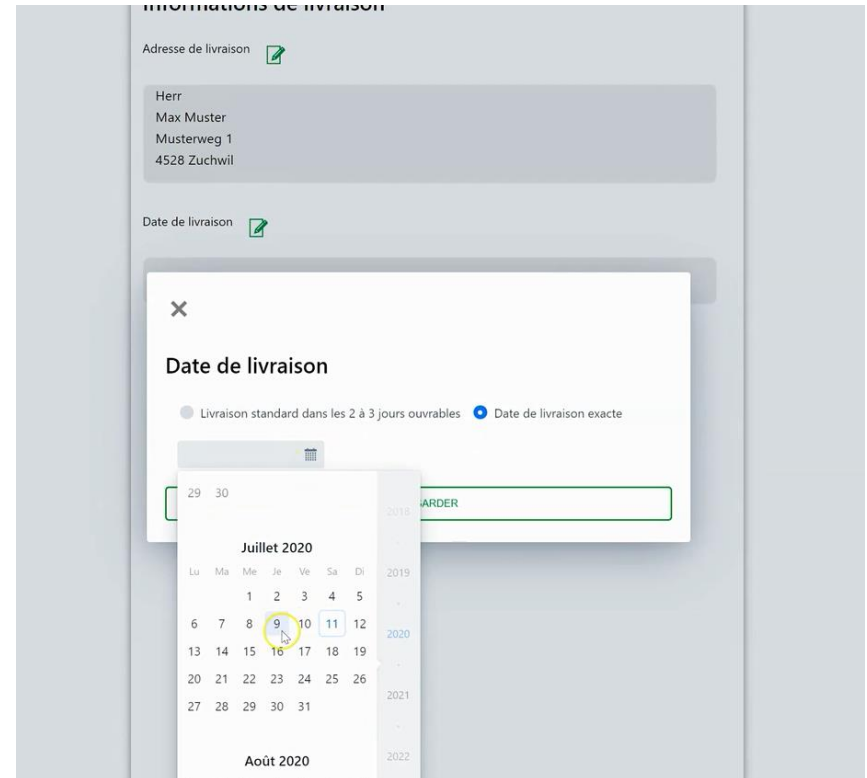 Informations de livraison
Adresse de livraison
Herr
Max Muster
Musterweg 1
4528 Zuchwil
Date de livraison
Date de livraison
Livraison standard dans les 2 à 3 jours ouvrables Date de livraison exacte
ARDER
29 30
2018
Juillet 2020
Lu Ma Me Je Ve Sa Di
2019
1 2 3 4 5
6 7 8 9 10 11 12
2020
13 14 15 16 17 18 19
20 21 22 23 24 25 26
2021
27 28 29 30 31
Août 2020
2022